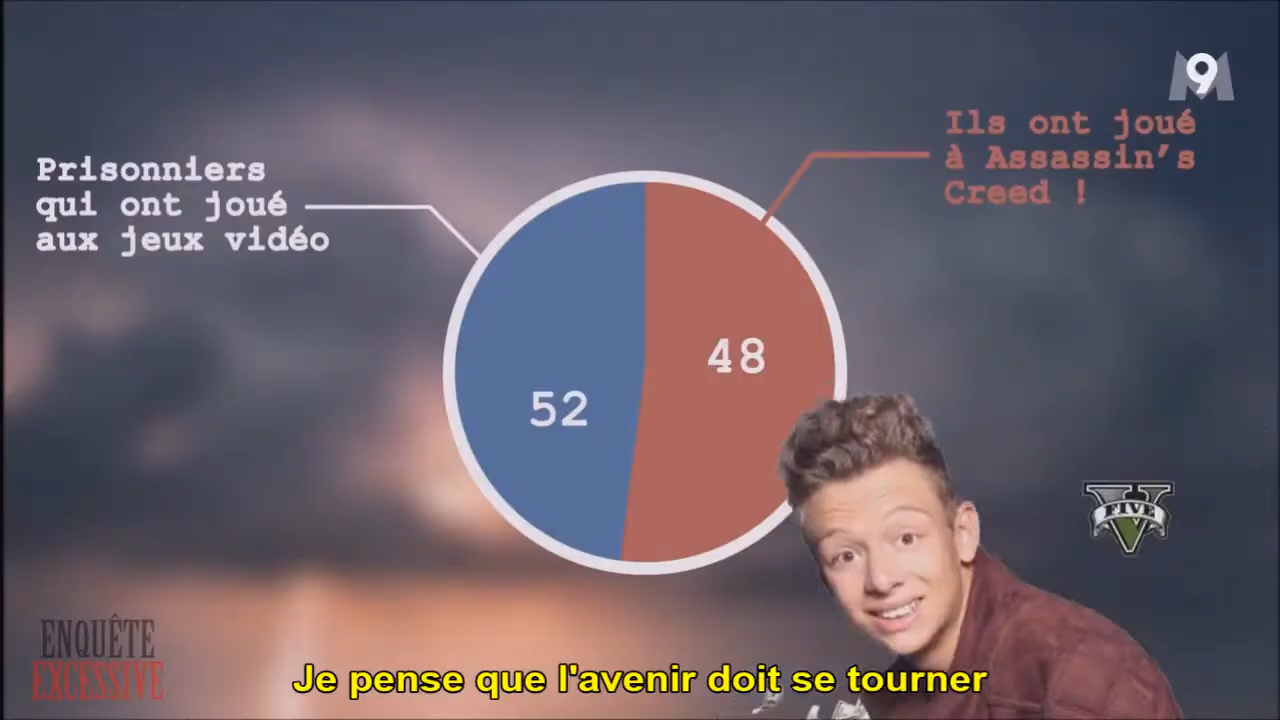 M9
Ils ont joué
à Assassin's
Creed !
Prisonniers
qui ont joué
aux jeux vidéo
48
52
V
FIVE
ENQUÊTE
EXCESSIVE
Je pense que l'avenir doit se tourner